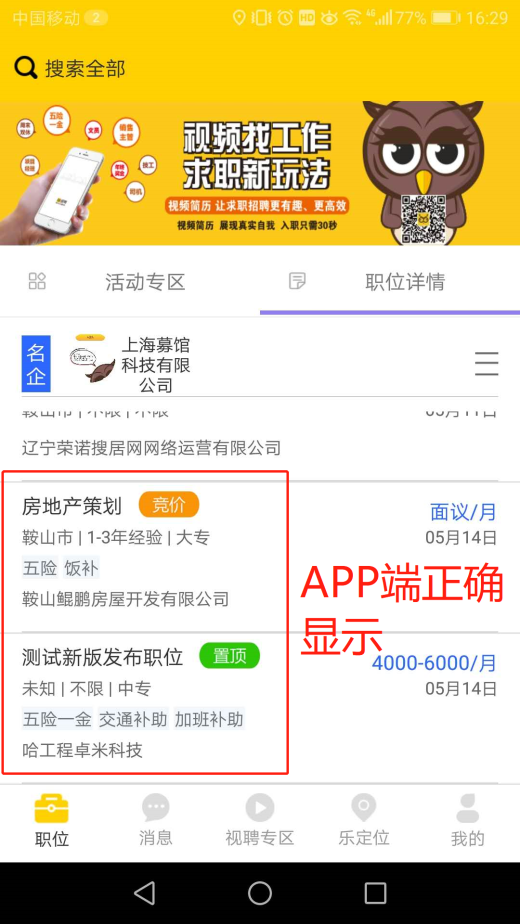 中国移动 2 HD 4G 77% 16:29
搜索全部
五险一金
文员
销售主管
技工
司机
视频找工作
求职新玩法
视频简历 让求职招聘更有趣、更高效
视频简历 展现真实自我 入职只需30秒
活动专区 职位详情
名企
上海募馆科技有限公司
鞍山市 | 不限 | 不限 05月11日
辽宁荣诺搜居网网络运营有限公司
房地产策划 竞价 面议/月
鞍山市 | 1-3年经验 | 大专 05月14日
五险 饭补
鞍山鲲鹏房屋开发有限公司
APP端正确
显示
测试新版发布职位 置顶 4000-6000/月
未知 | 不限 | 中专 05月14日
五险一金 交通补助 加班补助
哈工程卓米科技
职位 消息 视聘专区 乐定位 我的